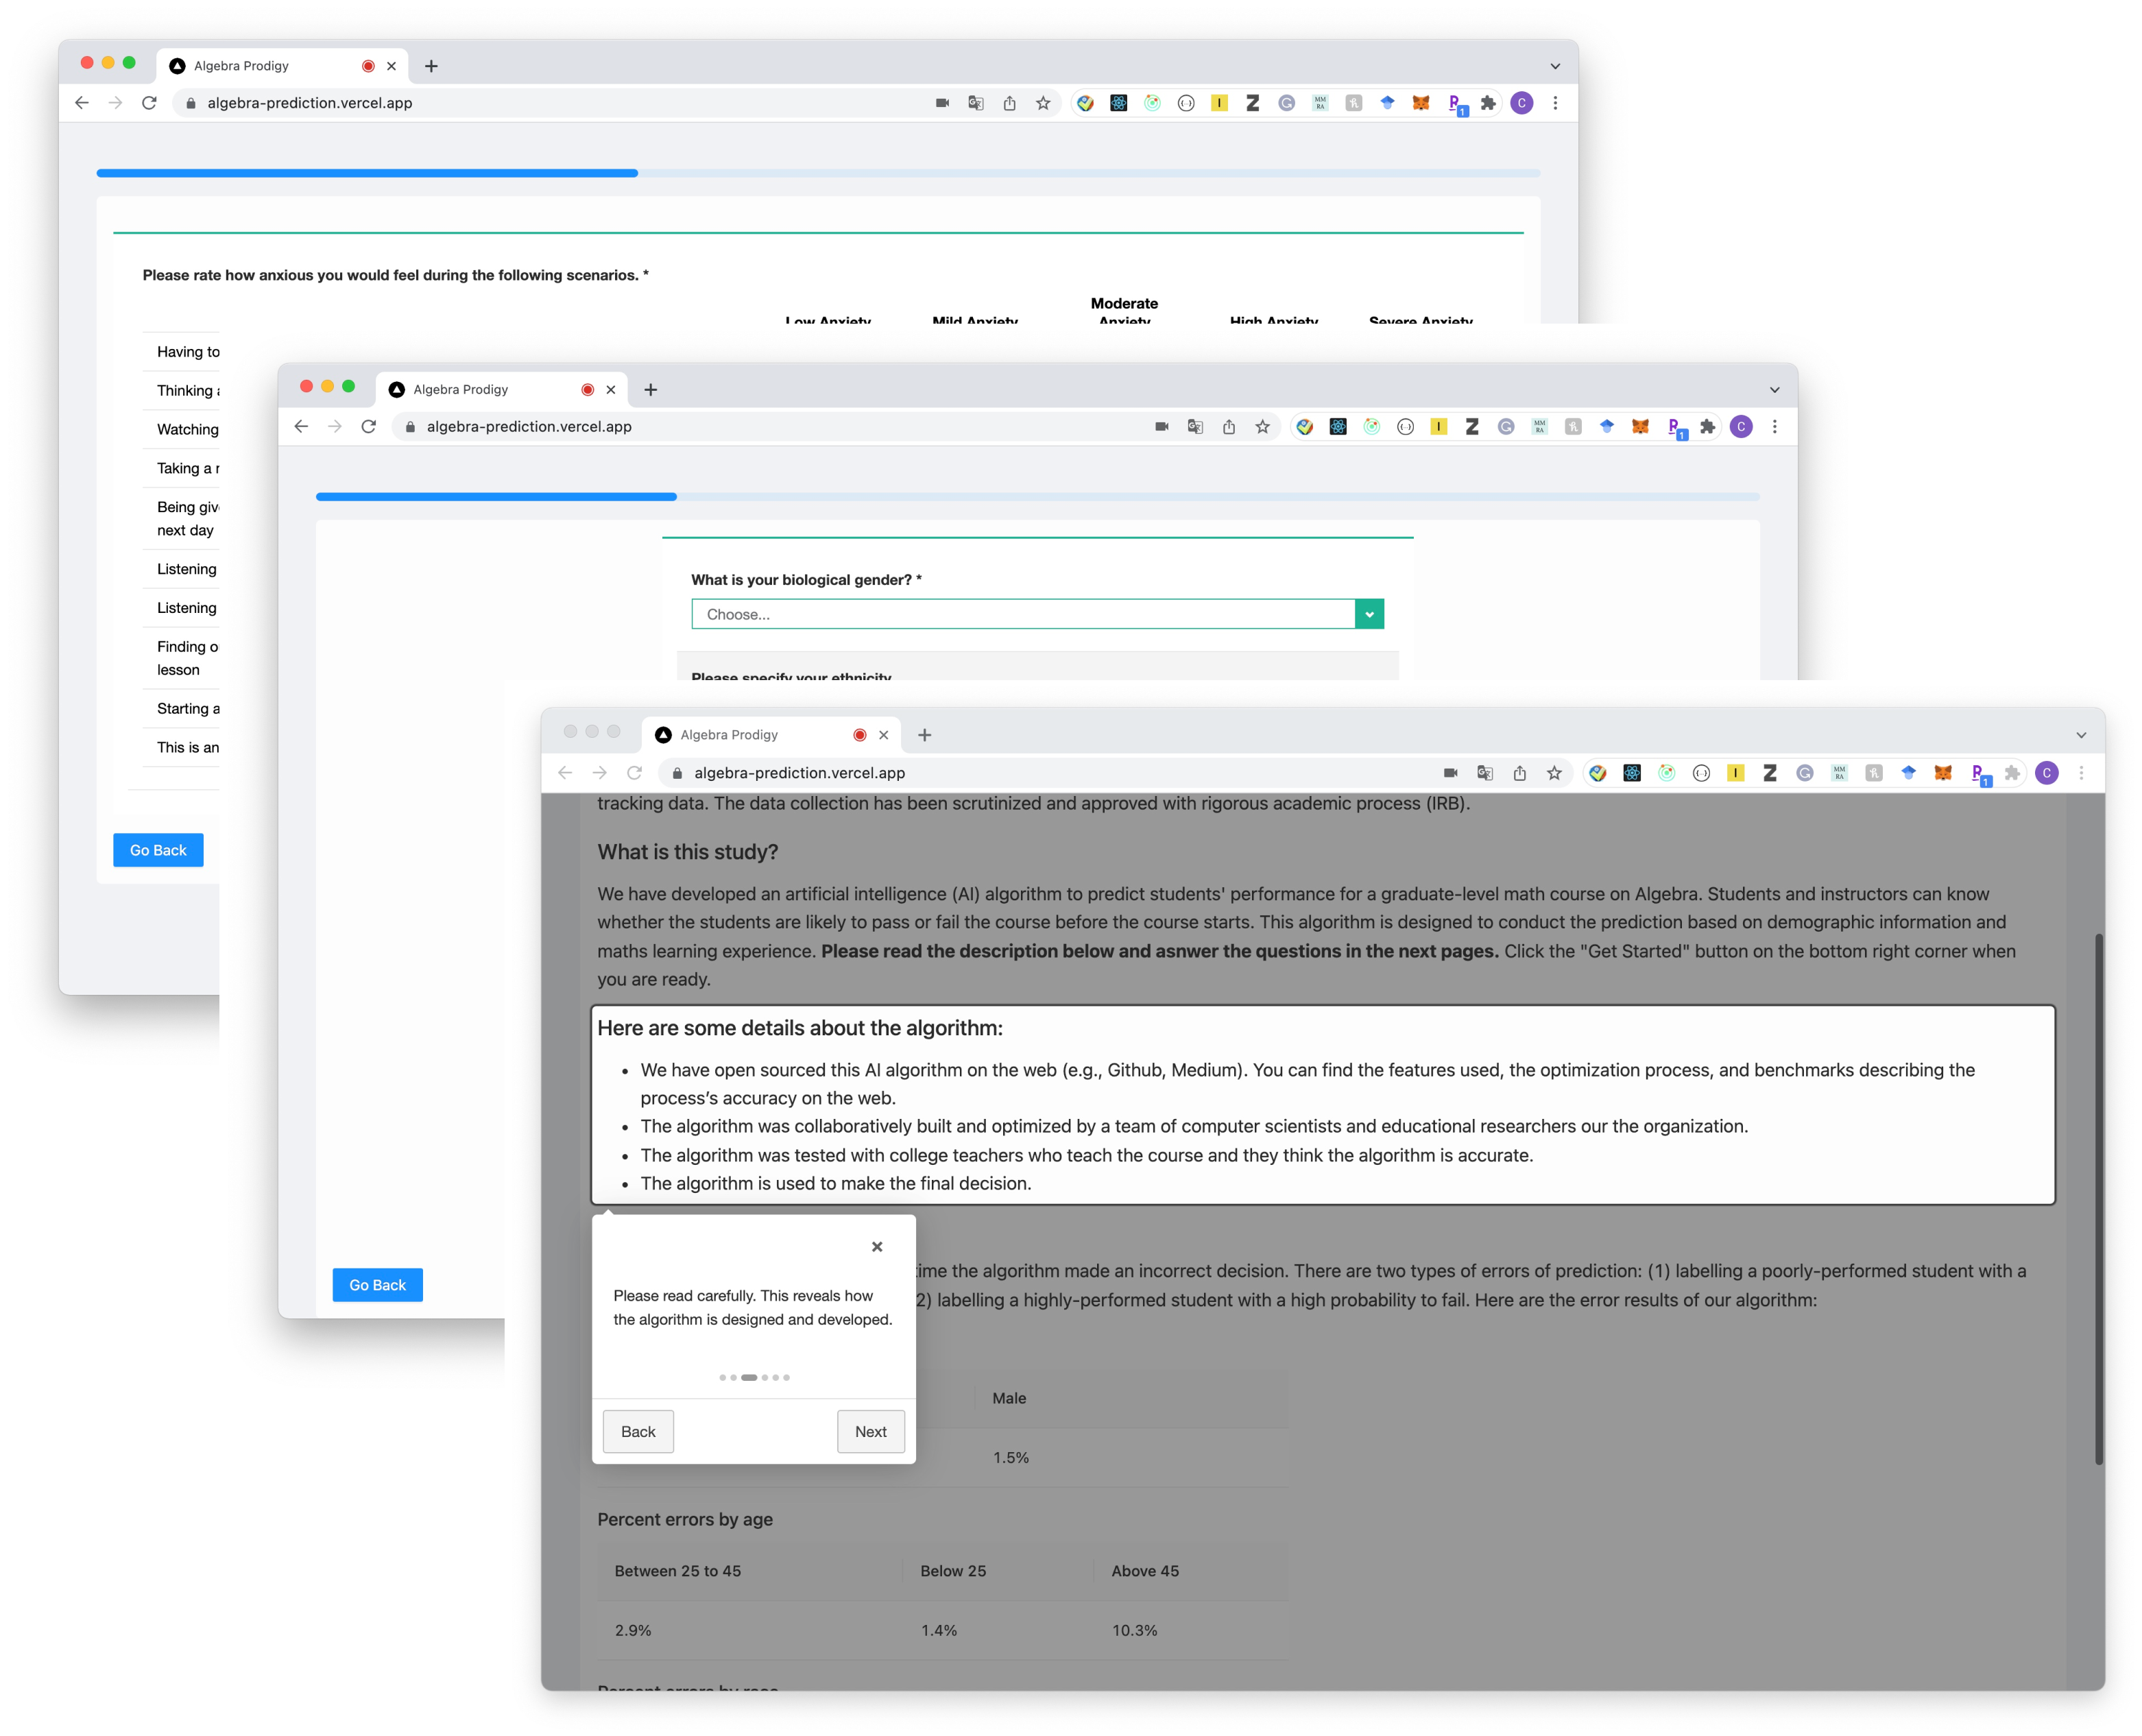 Algebra Prodigy
algebra-prediction.vercel.app
Please rate how anxious you would feel during the following scenarios. *
Moderate
Low Anxiety Mild Anxiety Anxiety High Anxiety Severe Anxiety
Having to
Thinking
Watching
Taking a
Being
next day
Listening
Listening
Finding
lesson
Starting
This is an
Go Back
Algebra Prodigy
algebra-prediction.vercel.app
What is your biological gender? *
Choose...
Please specify your ethnicity
Go Back
Algebra Prodigy
algebra-prediction.vercel.app
tracking data. The data collection has been scrutinized and approved with rigorous academic process (IRB).
What is this study?
We have developed an artificial intelligence (AI) algorithm to predict students' performance for a graduate-level math course on Algebra. Students and instructors can know
whether the students are likely to pass or fail the course before the course starts. This algorithm is designed to conduct the prediction based on demographic information and
maths learning experience. Please read the description below and asnwer the questions in the next pages. Click the "Get Started" button on the bottom right corner when
you are ready.
Here are some details about the algorithm:
• We have open sourced this AI algorithm on the web (e.g., Github, Medium). You can find the features used, the optimization process, and benchmarks describing the
process's accuracy on the web.
• The algorithm was collaboratively built and optimized by a team of computer scientists and educational researchers our the organization.
• The algorithm was tested with college teachers who teach the course and they think the algorithm is accurate.
• The algorithm is used to make the final decision.
time the algorithm made an incorrect decision. There are two types of errors of prediction: (1) labelling a poorly-performed student with a
2) labelling a highly-performed student with a high probability to fail. Here are the error results of our algorithm:
Please read carefully. This reveals how
the algorithm is designed and developed.
Back Next
Male
1.5%
Percent errors by age
Between 25 to 45 Below 25 Above 45
2.9% 1.4% 10.3%
Percent errors by race